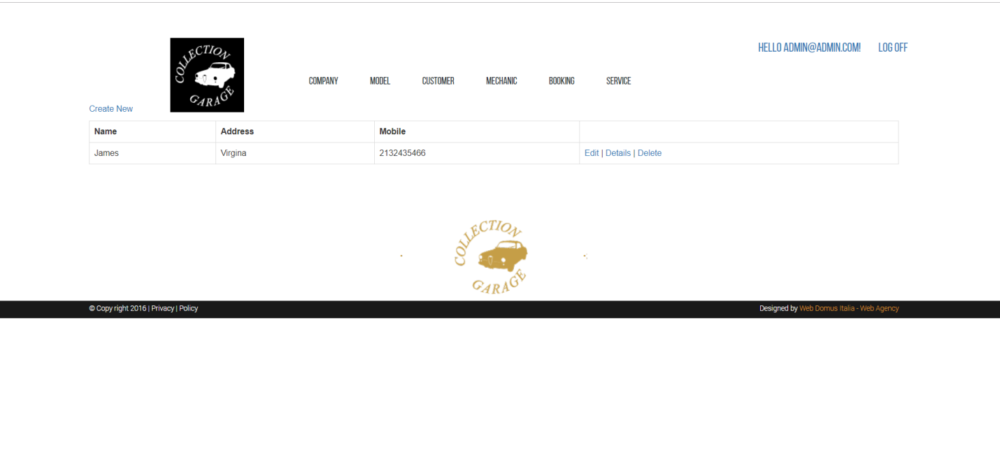 COLLECTION
GARAGE
HELLO ADMIN@ADMIN.COM! LOG OFF
COMPANY MODEL CUSTOMER MECHANIC BOOKING SERVICE
Create New
Name Address Mobile
James Virgina 2132435466 Edit | Details | Delete
COLLECTION
GARAGE
© Copy right 2016 | Privacy | Policy Designed by Web Domus Italia - Web Agency